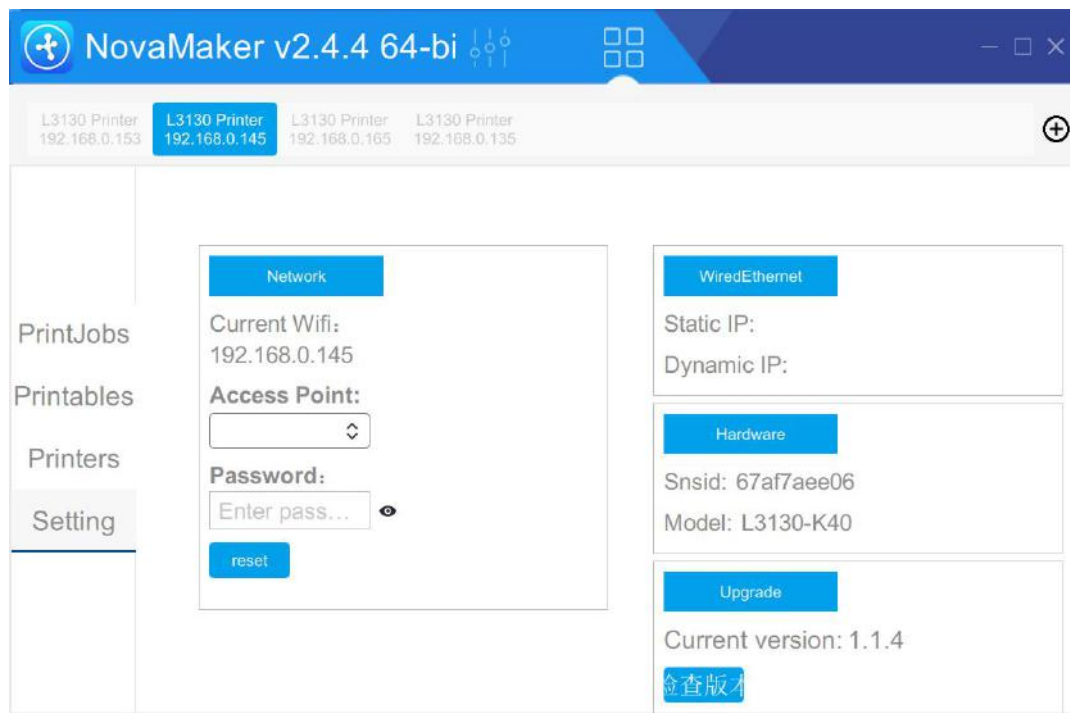 NovaMaker v2.4.4 64-bi
L3130 Printer
192.168.0.153
L3130 Printer
192.168.0.145
L3130 Printer
192.168.0.165
L3130 Printer
192.168.0.135
PrintJobs
Printables
Printers
Setting
Network
Current Wifi：
192.168.0.145
Access Point:
Password：
Enter pass...
reset
WiredEthernet
Static IP:
Dynamic IP:
Hardware
Snsid: 67af7aee06
Model: L3130-K40
Upgrade
Current version: 1.1.4
检查版本